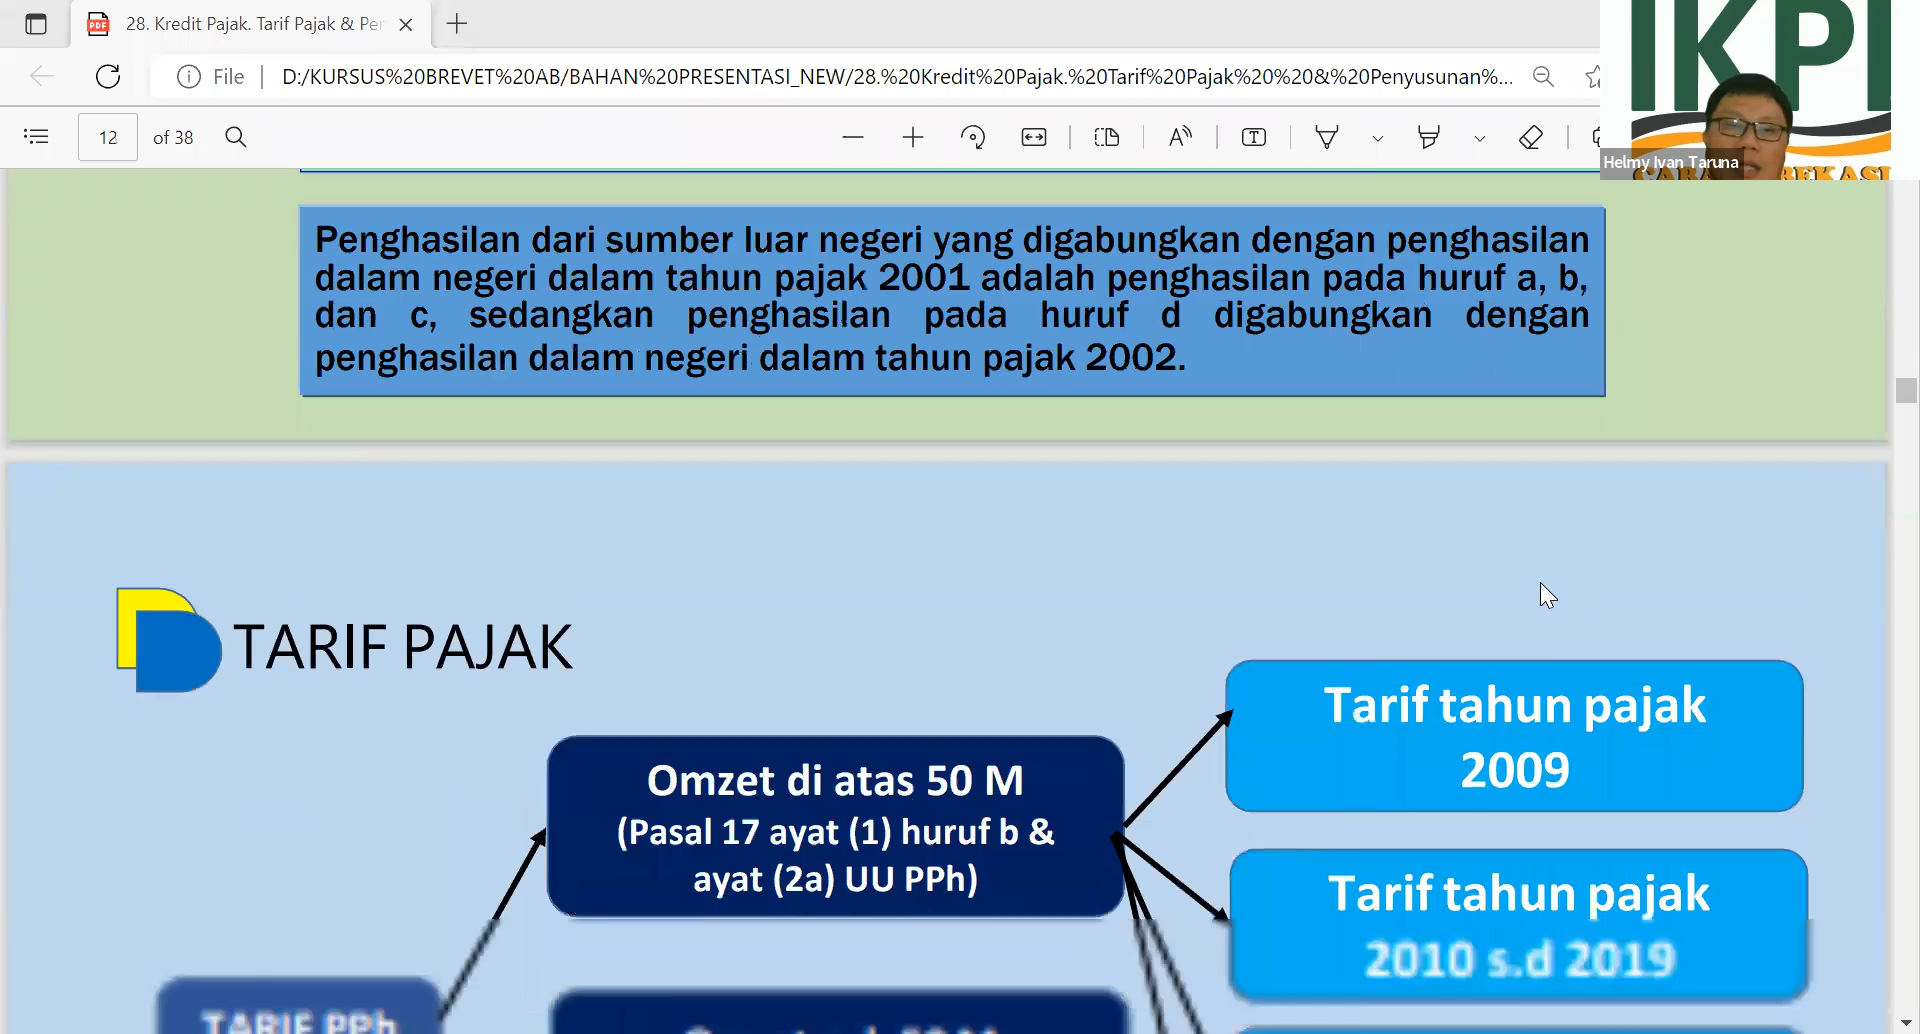 28. Kredit Pajak. Tarif Pajak & Per
File
D:/KURSUS%20BREVET%20AB/BAHAN%20PRESENTASI_NEW/28.%20Kredit%20Pajak.%20Tarif%20Pajak%20%20&%20Penyusunan%...
12 of 38
IKPI
Helmy Ivan Taruna
BEKASI
Penghasilan dari sumber luar negeri yang digabungkan dengan penghasilan
dalam negeri dalam tahun pajak 2001 adalah penghasilan pada huruf a, b,
dan c, sedangkan penghasilan pada huruf d digabungkan dengan
penghasilan dalam negeri dalam tahun pajak 2002.
TARIF PAJAK
Tarif tahun pajak
2009
Omzet di atas 50 M
(Pasal 17 ayat (1) huruf b &
ayat (2a) UU PPh)
Tarif tahun pajak
2010 s.d 2019
TARIF PPh